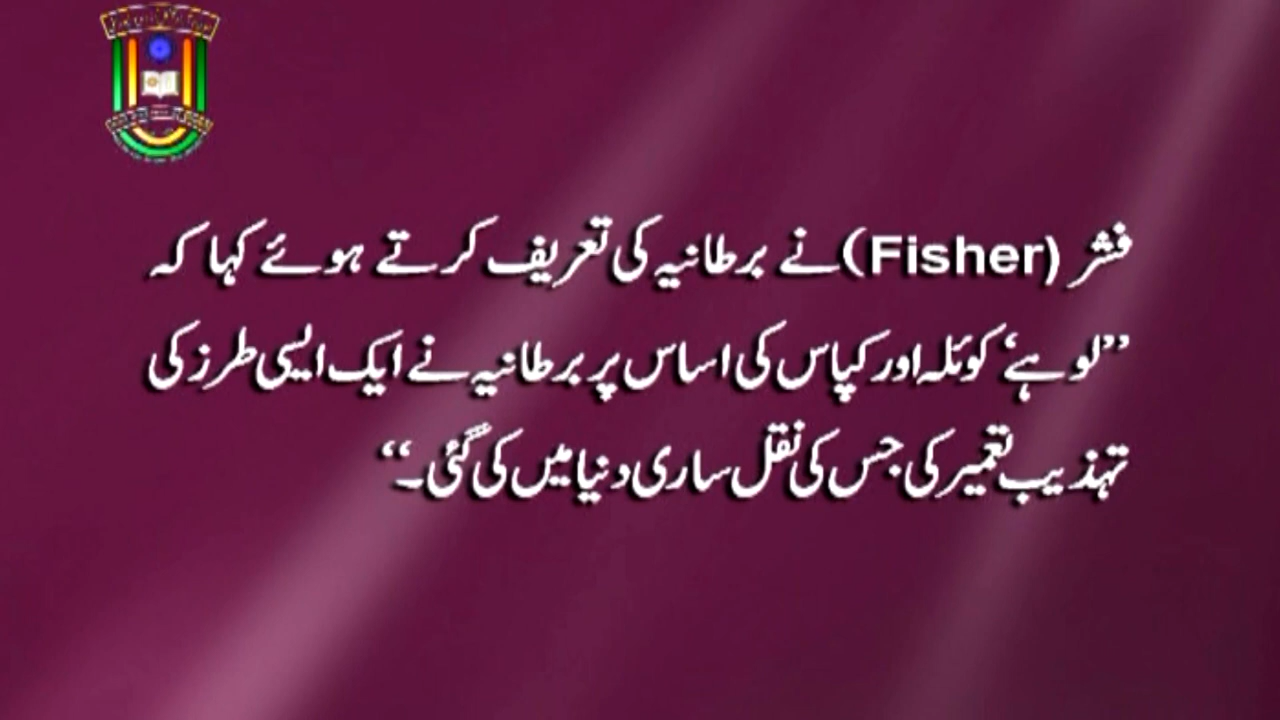 فشر (Fisher) نے برطانیہ کی تعریف کرتے ہوئے کہا کہ
’’لوہے‘ کوئلہ اور کپاس کی اساس پر برطانیہ نے ایک ایسی طرز کی
تہذیب تعمیر کی جس کی نقل ساری دنیا میں کی گئی۔‘‘